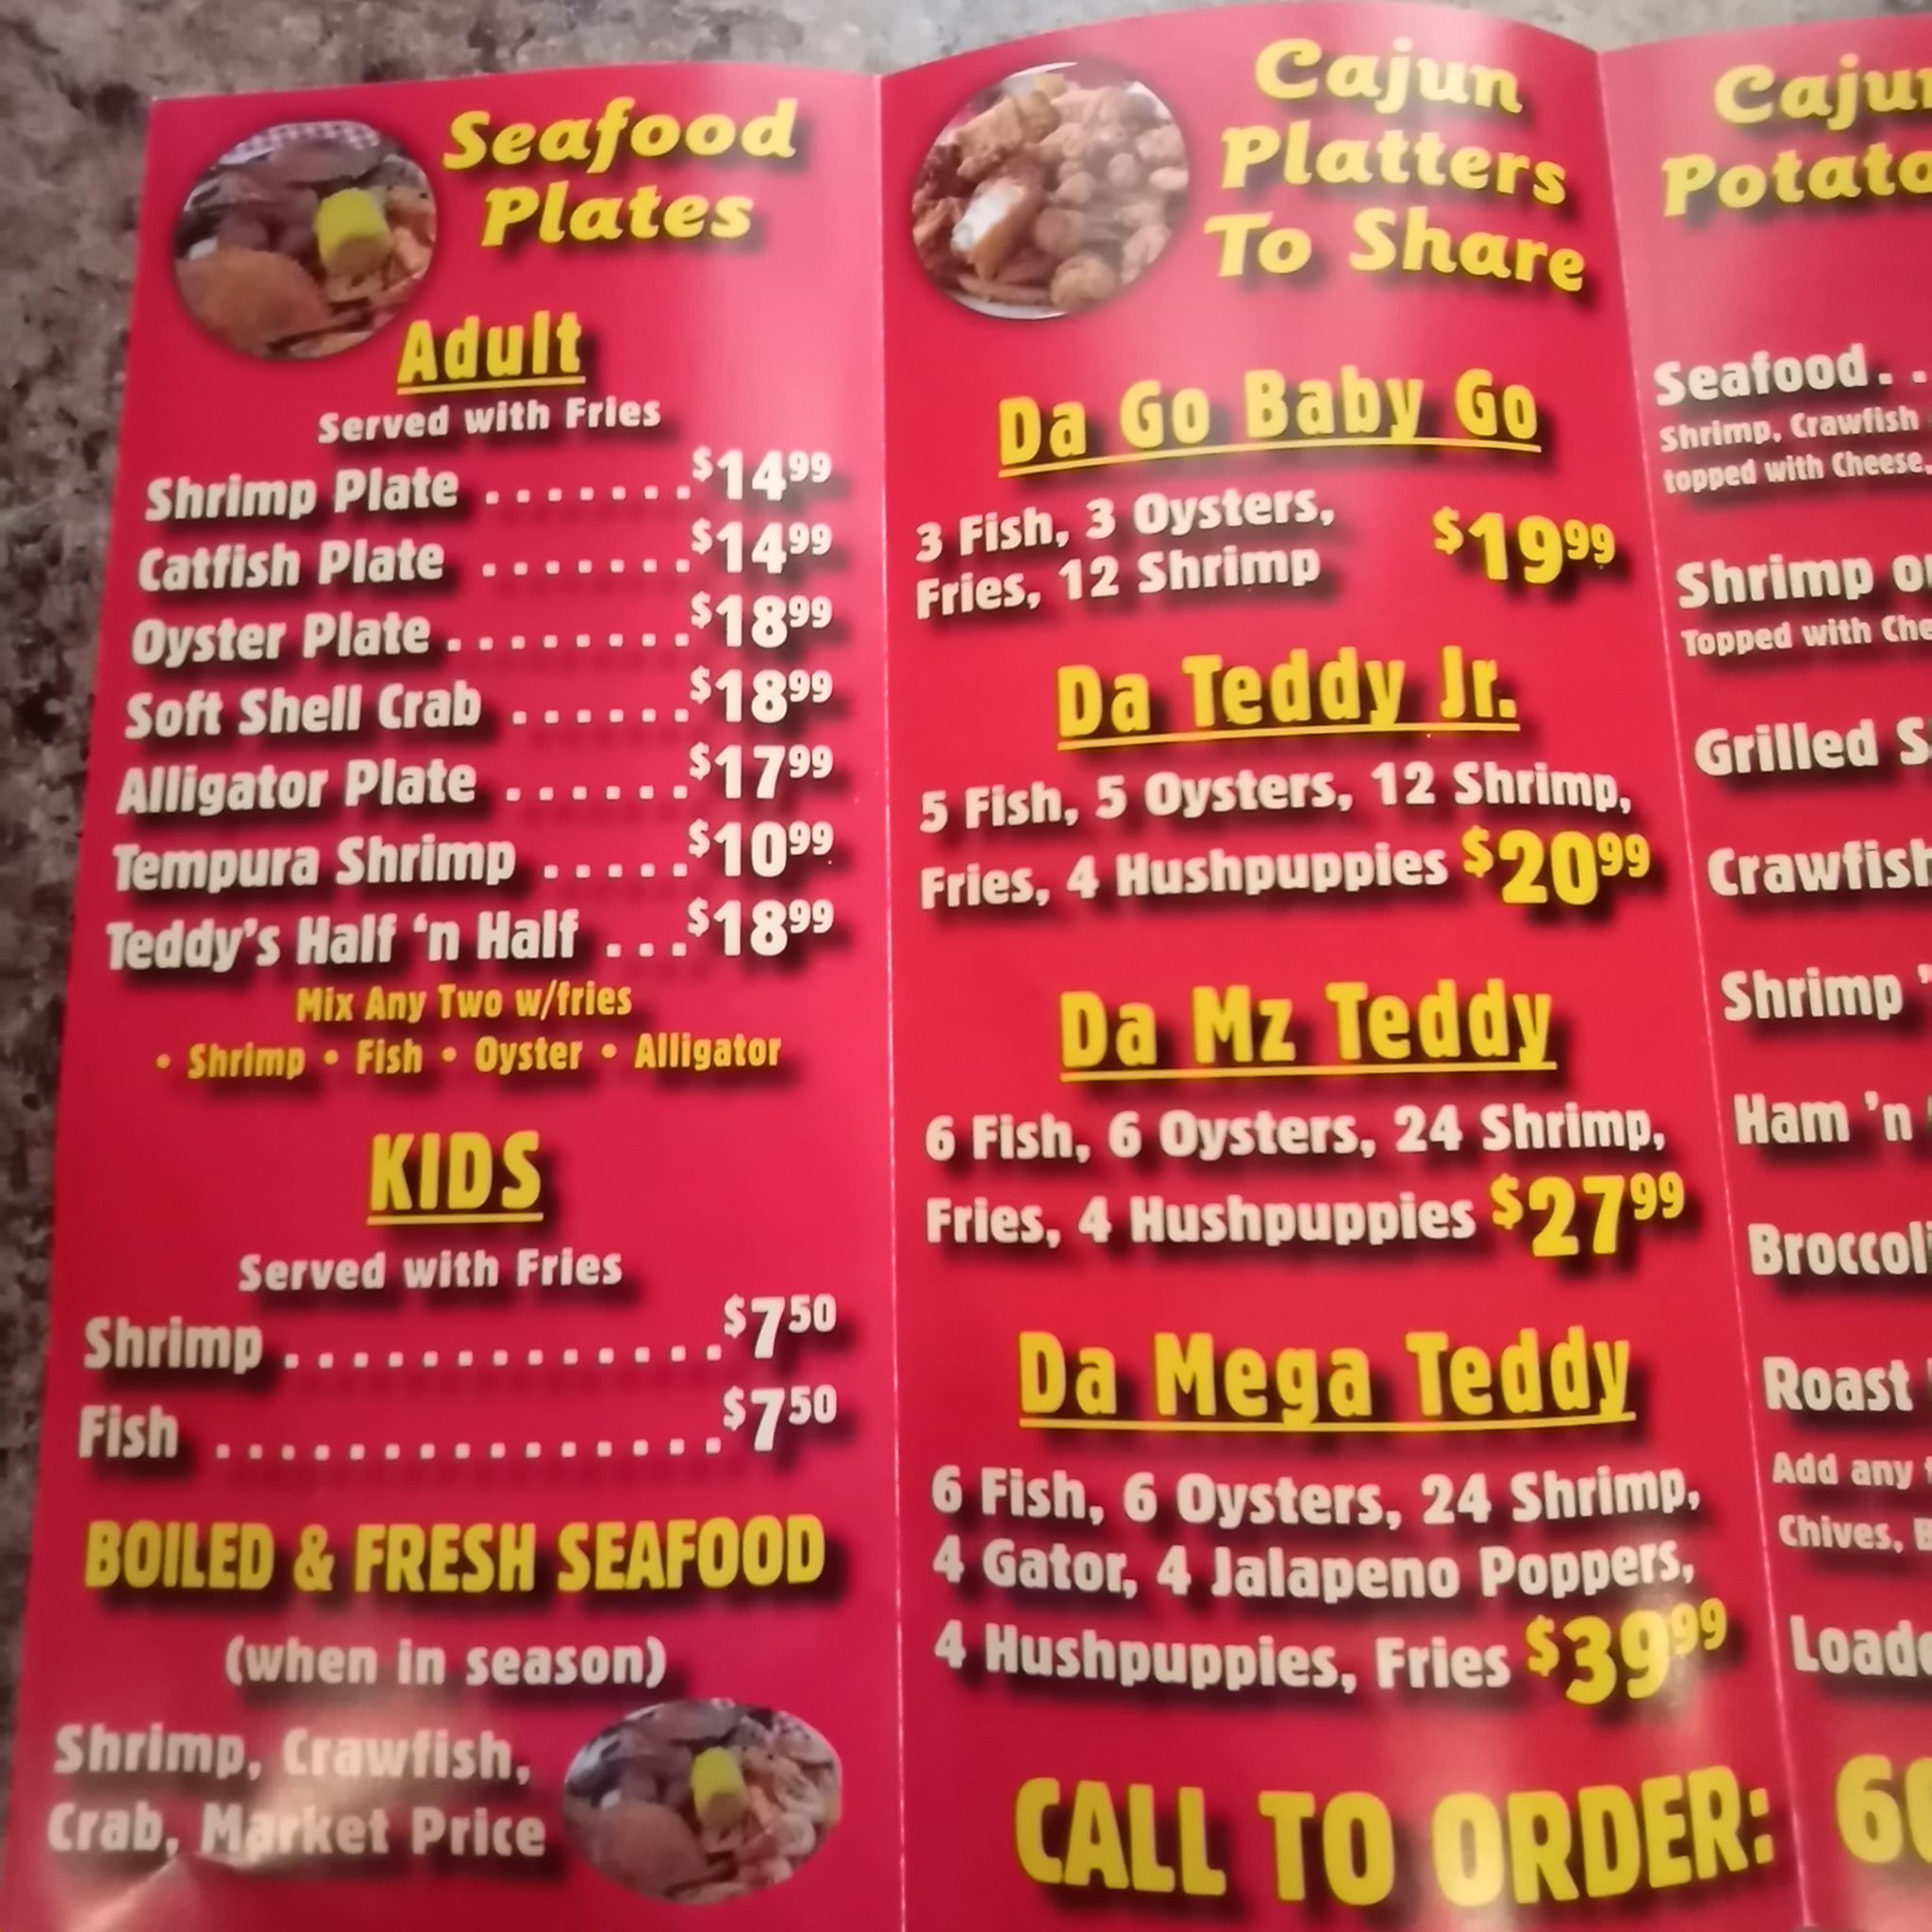 Seafood
Plates
Adult
Served with Fries
Shrimp Plate . . . . . . . $14.99
Catfish Plate . . . . . . . $14.99
Oyster Plate . . . . . . . . $18.99
Soft Shell Crab . . . . . . $18.99
Alligator Plate . . . . . . $17.99
Tempura Shrimp . . . . . $10.99
Teddy's Half 'n Half . . . $18.99
Mix Any Two w/fries
• Shrimp • Fish • Oyster • Alligator
KIDS
Served with Fries
Shrimp . . . . . . . . . . . . . . . $7.50
Fish . . . . . . . . . . . . . . . . . $7.50
BOILED & FRESH SEAFOOD
(when in season)
Shrimp, Crawfish,
Crab, Market Price
Cajun
Platters
To Share
Da Go Baby Go
3 Fish, 3 Oysters,
Fries, 12 Shrimp $19.99
Da Teddy Jr.
5 Fish, 5 Oysters, 12 Shrimp,
Fries, 4 Hushpuppies $20.99
Da Mz Teddy
6 Fish, 6 Oysters, 24 Shrimp,
Fries, 4 Hushpuppies $27.99
Da Mega Teddy
6 Fish, 6 Oysters, 24 Shrimp,
4 Gator, 4 Jalapeno Poppers,
4 Hushpuppies, Fries $39.99
CALL TO ORDER:
Seafood. .
Shrimp, Crawfish
topped with Cheese,
Shrimp
Topped with
Grilled
Crawfish
Shrimp
Ham 'n
Broccoli
Roast
Add any
Chives,